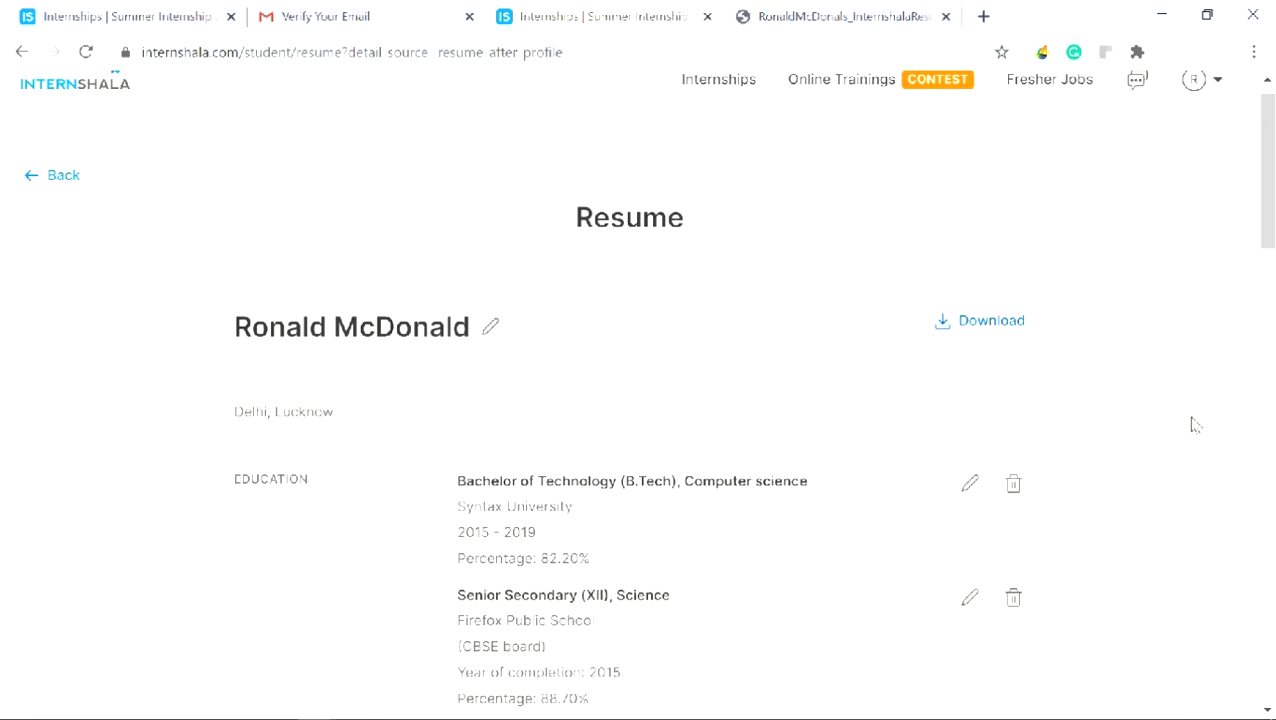 Internships | Summer Internship
Verify Your Email
Internships | Summer Internship
RonaldMcDonals_InternshalaRes
internshala.com/student/resume?detail_source_resume_after_profile
INTERNSHALA
Internships
Online Trainings CONTEST
Fresher Jobs
R
← Back
Resume
Ronald McDonald
Download
Delhi, Lucknow
EDUCATION
Bachelor of Technology (B.Tech), Computer science
Syntax University
2015 - 2019
Percentage: 82.20%
Senior Secondary (XII), Science
Firefox Public School
(CBSE board)
Year of completion: 2015
Percentage: 88.70%